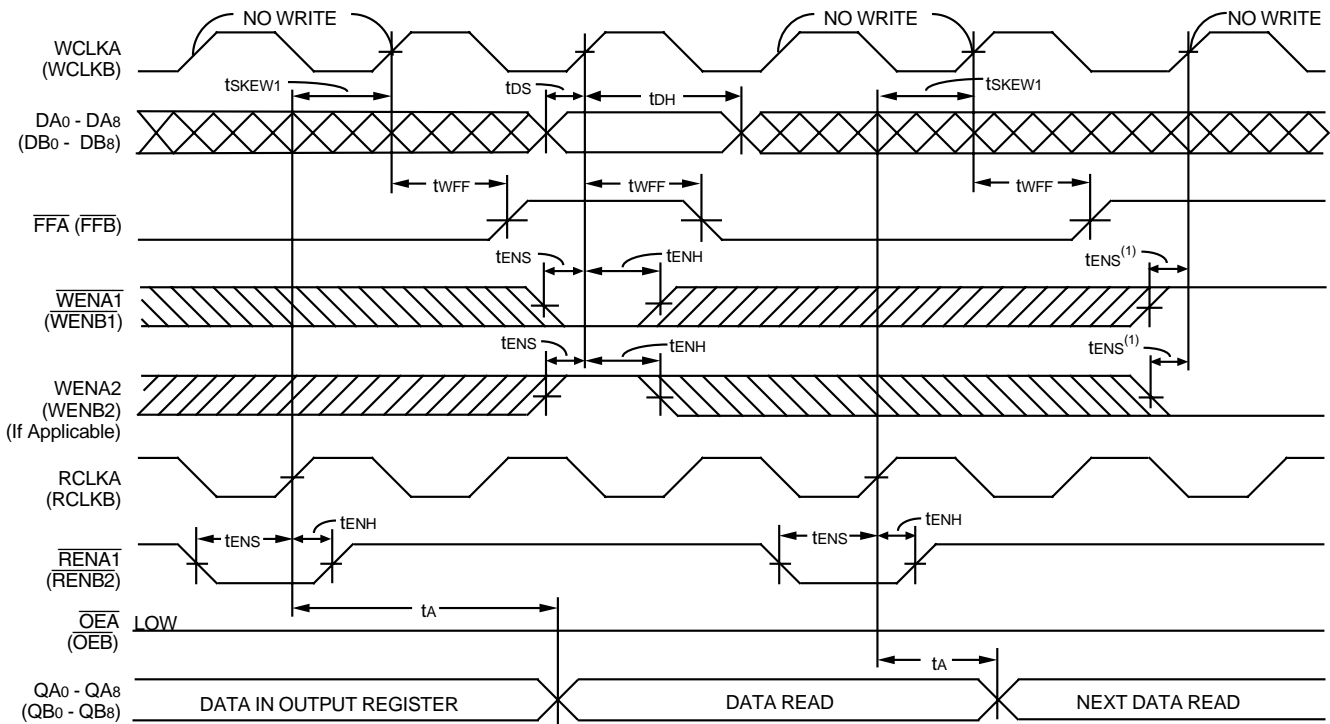 NO WRITE NO WRITE NO WRITE
WCLKA
(WCLKB)
tSKEW1 tDS tDH tSKEW1
DA0 - DA8
(DB0 - DB8)
tWFF tWFF tWFF
FFA (FFB)
tENS tENH tENS(1)
WENA1
(WENB1)
tENS tENH tENS(1)
WENA2
(WENB2)
(If Applicable)
RCLKA
(RCLKB)
tENS tENH tENS tENH
RENA1
(RENB2)
tA
OEA LOW
(OEB)
tA
QA0 - QA8
(QB0 - QB8)
DATA IN OUTPUT REGISTER DATA READ NEXT DATA READ